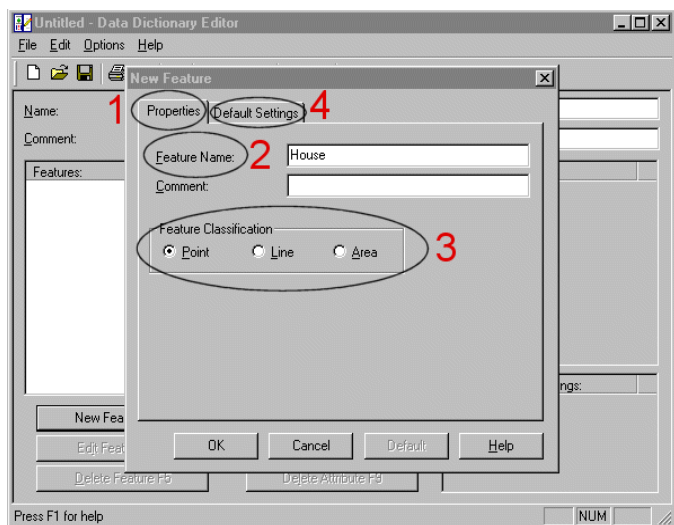 Untitled - Data Dictionary Editor
File Edit Options Help
New Feature
Name:
1
Properties
Default Settings
4
Comment:
Feature Name:
2
House
Features:
Comment:
Feature Classification
Point
Line
Area
3
ngs:
New Fea
OK
Cancel
Default
Help
Edit Feat
Delete Feature F5
Delete Attribute F9
Press F1 for help
NUM